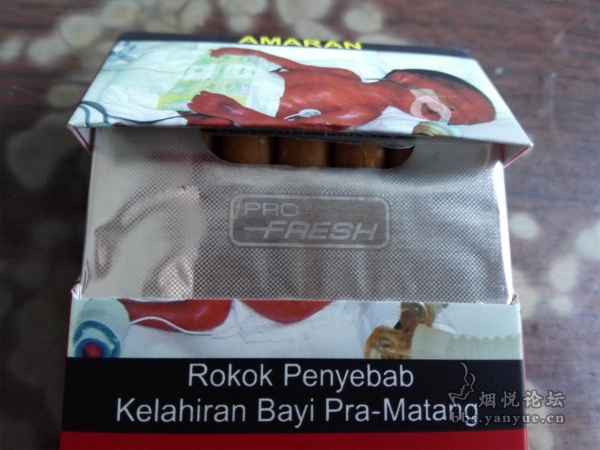 AMARAN
PRO
FRESH
Rokok Penyebab
Kelahiran Bayi Pra-Matang
烟悦论坛
bbs.yanyue.cn